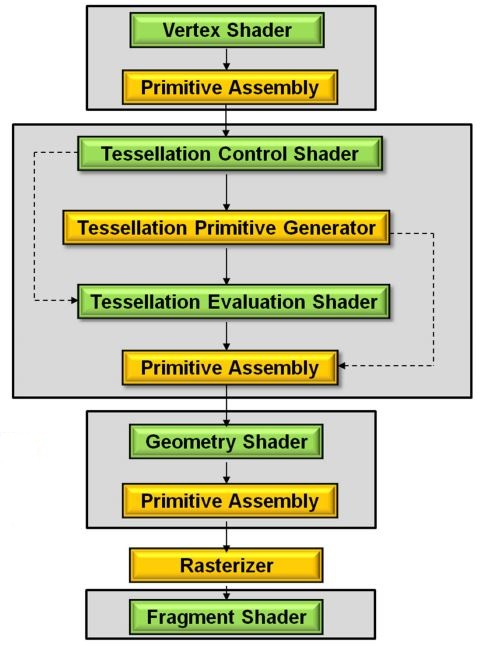 Vertex Shader
Primitive Assembly
Tessellation Control Shader
Tessellation Primitive Generator
Tessellation Evaluation Shader
Primitive Assembly
Geometry Shader
Primitive Assembly
Rasterizer
Fragment Shader